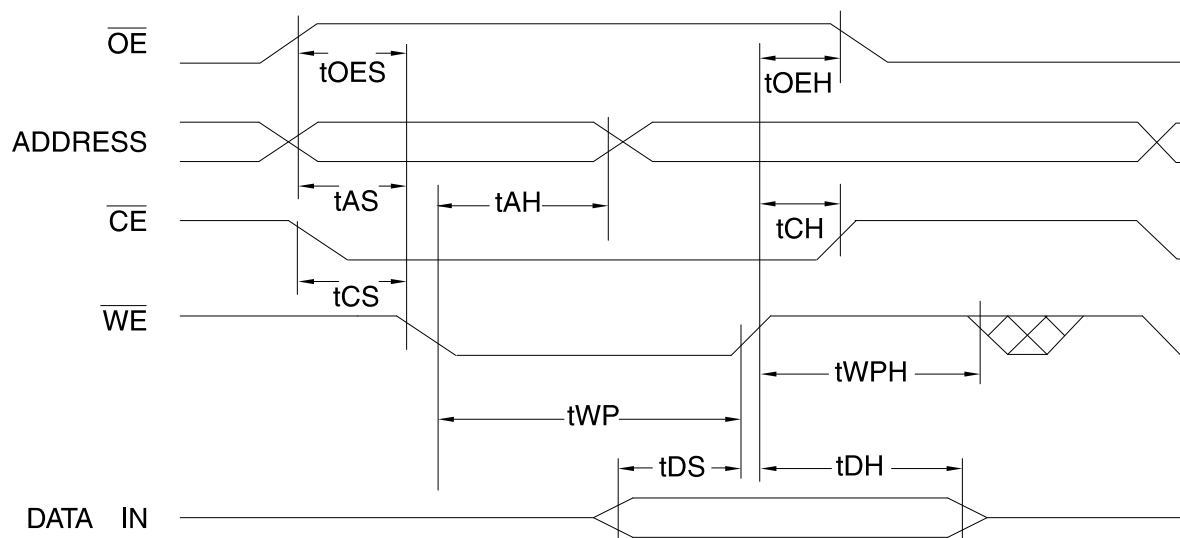 OE
tOES
tOEH
ADDRESS
tAS
tAH
tCH
CE
tCS
WE
tWPH
tWP
tDS
tDH
DATA IN